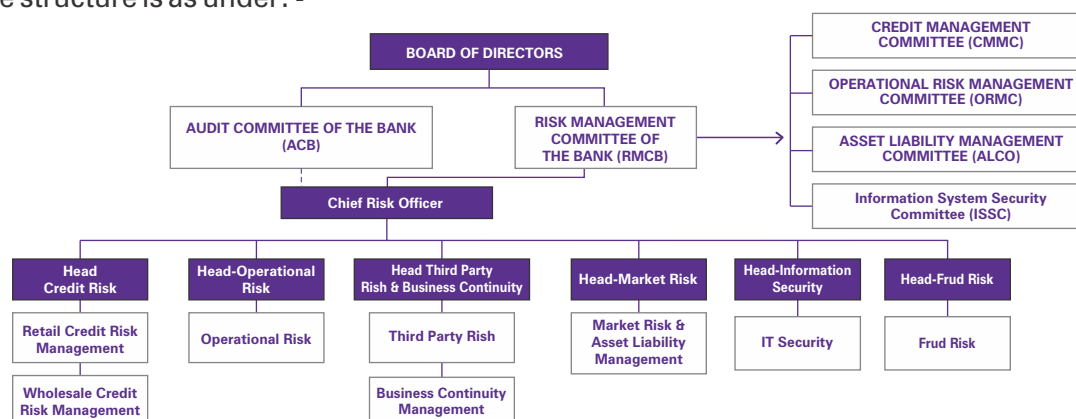 e structure is as under: -
BOARD OF DIRECTORS
AUDIT COMMITTEE OF THE BANK
(ACB)
RISK MANAGEMENT
COMMITTEE OF
THE BANK (RMCB)
CREDIT MANAGEMENT
COMMITTEE (CMMC)
OPERATIONAL RISK MANAGEMENT
COMMITTEE (ORMC)
ASSET LIABILITY MANAGEMENT
COMMITTEE (ALCO)
Information System Security
Committee (ISSC)
Chief Risk Officer
Head
Credit Risk
Head-Operational
Risk
Head Third Party
Rish & Business Continuity
Head-Market Risk
Head-Information
Security
Head-Frud Risk
Retail Credit Risk
Management
Operational Risk
Third Party Rish
Market Risk &
Asset Liability
Management
IT Security
Frud Risk
Wholesale Credit
Risk Management
Business Continuity
Management